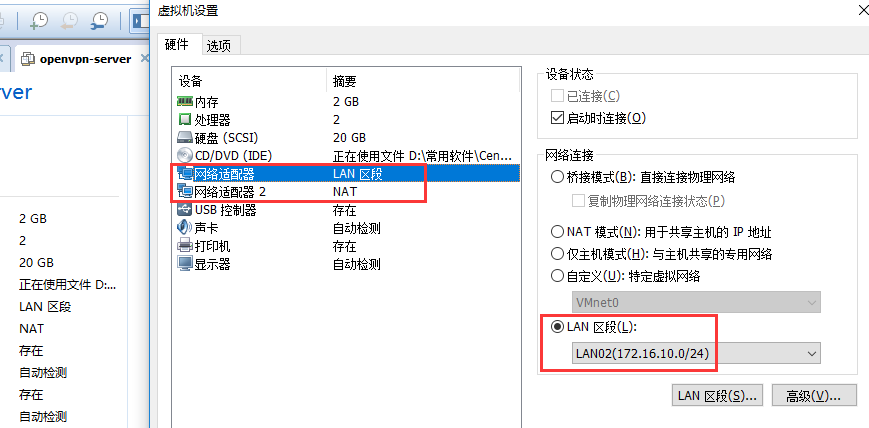 虚拟机设置
硬件 选项
openvpn-server
ver
2 GB
2
20 GB
正在使用文件 D:...
LAN 区段
NAT
存在
自动检测
存在
自动检测
设备 摘要
内存 2 GB
处理器 2
硬盘 (SCSI) 20 GB
CD/DVD (IDE) 正在使用文件 D:\常用软件\Cen...
网络适配器 LAN 区段
网络适配器 2 NAT
USB 控制器 存在
声卡 自动检测
打印机 存在
显示器 自动检测
设备状态
已连接(C)
启动时连接(O)
网络连接
桥接模式(B): 直接连接物理网络
复制物理网络连接状态(P)
NAT 模式(N): 用于共享主机的 IP 地址
仅主机模式(H): 与主机共享的专用网络
自定义(U): 特定虚拟网络
VMnet0
LAN 区段(L):
LAN02(172.16.10.0/24)
LAN 区段(S)... 高级(V)...